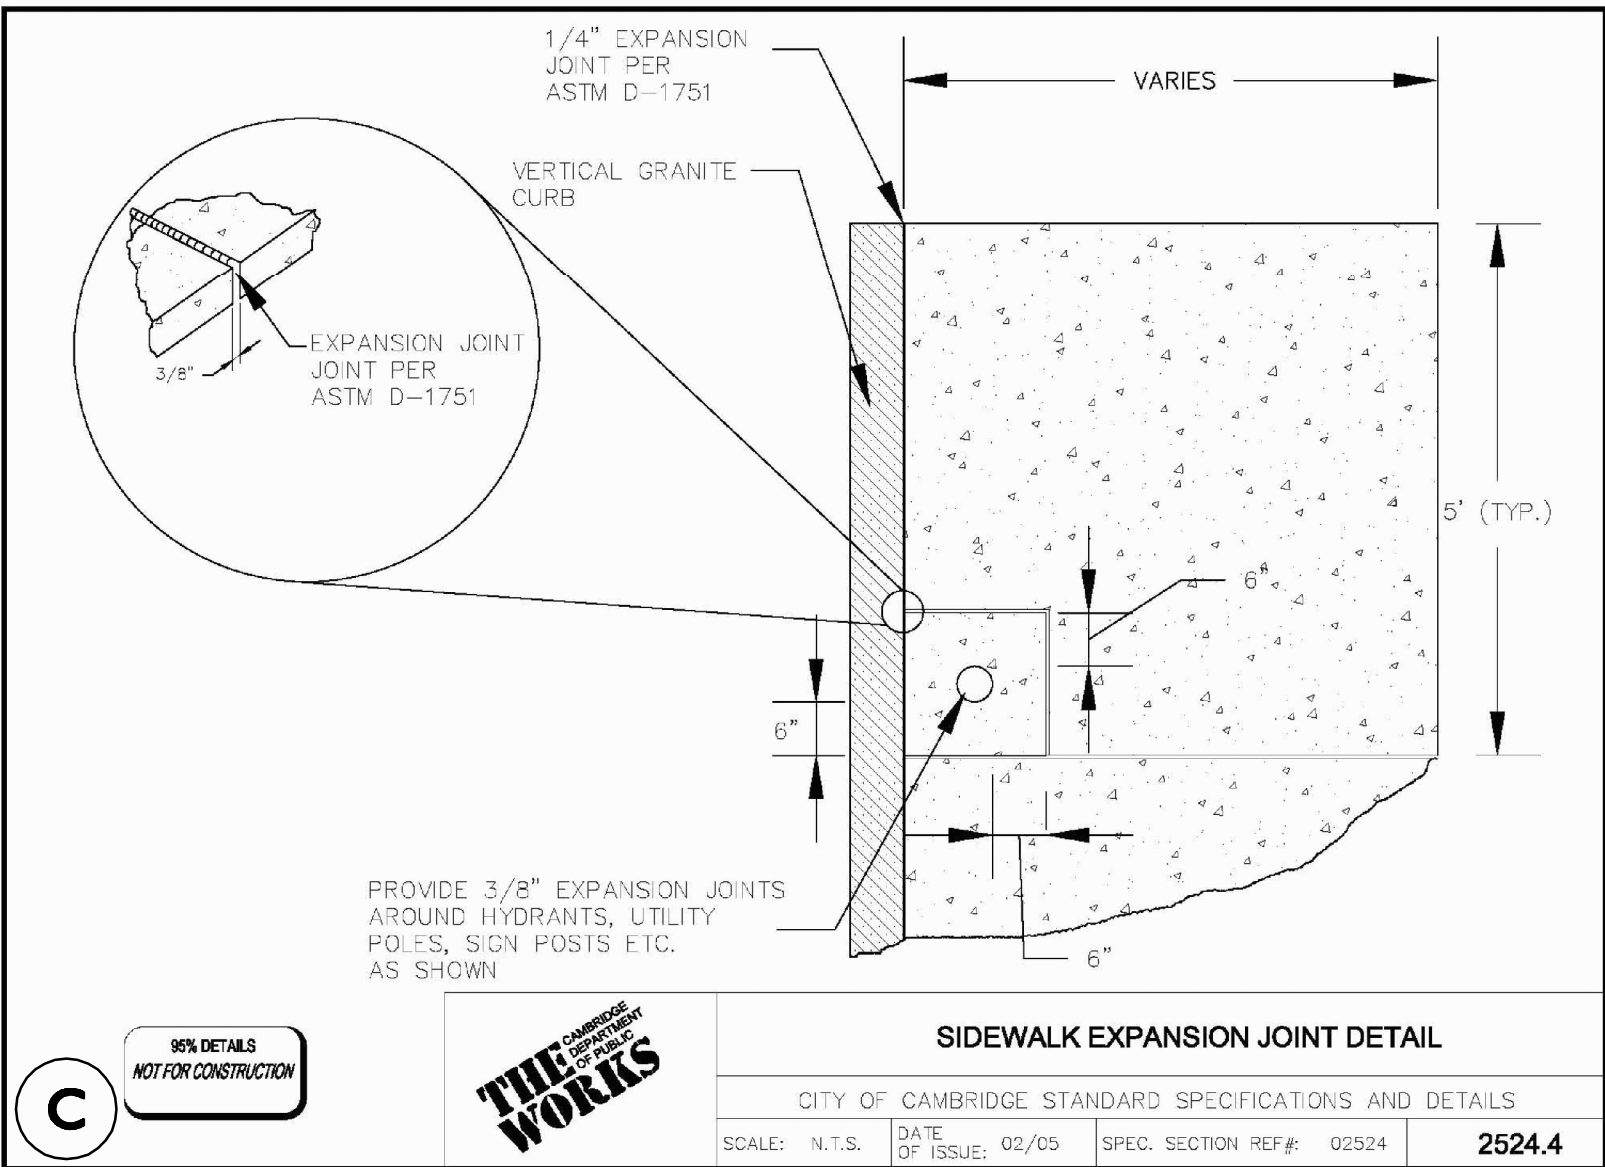 1/4" EXPANSION
JOINT PER
ASTM D-1751
VARIES
VERTICAL GRANITE
CURB
EXPANSION JOINT
JOINT PER
ASTM D-1751
3/8"
5' (TYP.)
6"
6"
6"
PROVIDE 3/8" EXPANSION JOINTS
AROUND HYDRANTS, UTILITY
POLES, SIGN POSTS ETC.
AS SHOWN
95% DETAILS
NOT FOR CONSTRUCTION
C
THE
WORKS
CAMBRIDGE
DEPARTMENT
OF PUBLIC
SIDEWALK EXPANSION JOINT DETAIL
CITY OF CAMBRIDGE STANDARD SPECIFICATIONS AND DETAILS
SCALE: N.T.S.
DATE
OF ISSUE: 02/05
SPEC. SECTION REF#: 02524
2524.4